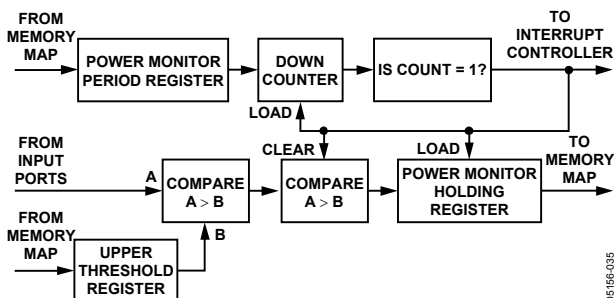 FROM
MEMORY
MAP
POWER MONITOR
PERIOD REGISTER
DOWN
COUNTER
IS COUNT = 1?
TO
INTERRUPT
CONTROLLER
LOAD
CLEAR
LOAD
FROM
INPUT
PORTS
A
COMPARE
A > B
COMPARE
A > B
POWER MONITOR
HOLDING
REGISTER
TO
MEMORY
MAP
B
FROM
MEMORY
MAP
UPPER
THRESHOLD
REGISTER
05156-035